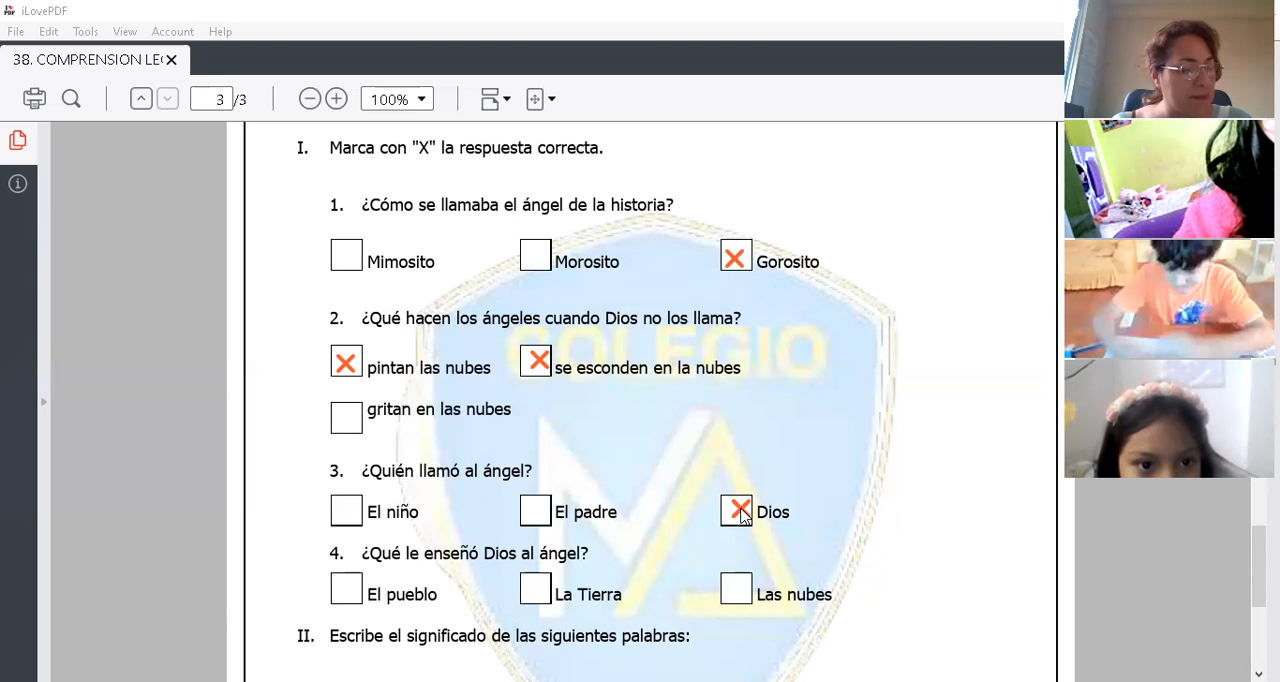 iLovePDF
File Edit Tools View Account Help
38. COMPRENSION LEC
3 /3 100%
I. Marca con "X" la respuesta correcta.
1. ¿Cómo se llamaba el ángel de la historia?
Mimosito Morosito Gorosito
2. ¿Qué hacen los ángeles cuando Dios no los llama?
pintan las nubes se esconden en la nubes
gritan en las nubes
3. ¿Quién llamó al ángel?
El niño El padre Dios
4. ¿Qué le enseñó Dios al ángel?
El pueblo La Tierra Las nubes
II. Escribe el significado de las siguientes palabras:
COLEGIO
MA